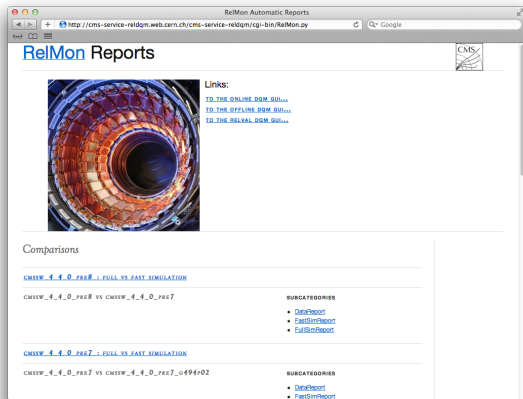 RelMon Automatic Reports
http://cms-service-reldqm.web.cern.ch/cms-service-reldqm/cgi-bin/RelMon.py
Google
RelMon Reports
CMS
Links:
TO THE ONLINE DQM GUI...
TO THE OFFLINE DQM GUI...
TO THE RELVAL DQM GUI...
Comparisons
CMSSW_4_4_0_PRE8 : FULL VS FAST SIMULATION
CMSSW_4_4_0_PRE8 VS CMSSW_4_4_0_PRE7
SUBCATEGORIES
DataReport
FastSimReport
FullSimReport
CMSSW_4_4_0_PRE7 : FULL VS FAST SIMULATION
CMSSW_4_4_0_PRE7 VS CMSSW_4_4_0_PRE7_G494R02
SUBCATEGORIES
DataReport
FastSimReport